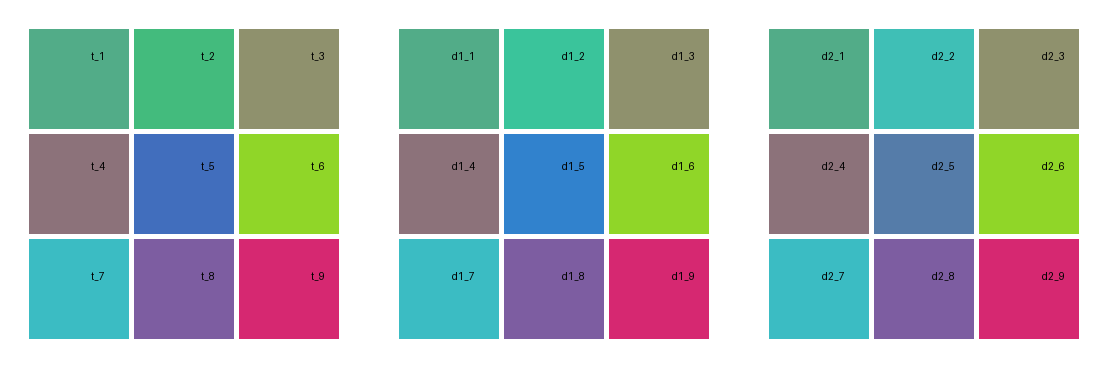 t_1 t_2 t_3 d1_1 d1_2 d1_3 d2_1 d2_2 d2_3
t_4 t_5 t_6 d1_4 d1_5 d1_6 d2_4 d2_5 d2_6
t_7 t_8 t_9 d1_7 d1_8 d1_9 d2_7 d2_8 d2_9